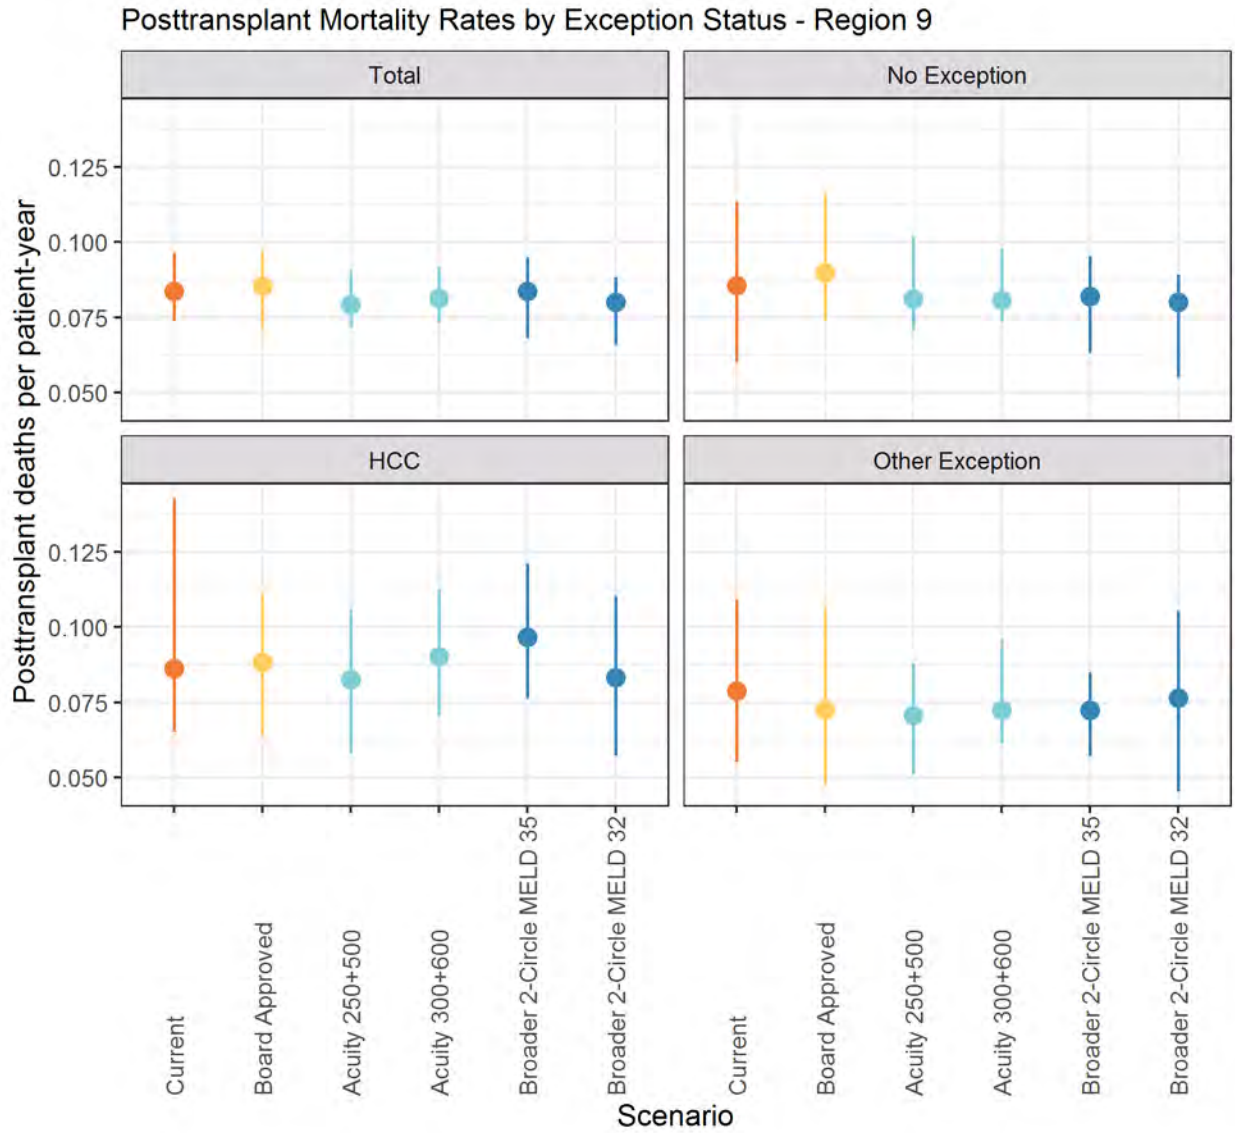 Posttransplant Mortality Rates by Exception Status - Region 9
Posttransplant deaths per patient-year
Total
No Exception
0.125
0.100
0.075
0.050
HCC
Other Exception
0.125
0.100
0.075
0.050
Current
Board Approved
Acuity 250+500
Acuity 300+600
Broader 2-Circle MELD 35
Broader 2-Circle MELD 32
Current
Board Approved
Acuity 250+500
Acuity 300+600
Broader 2-Circle MELD 35
Broader 2-Circle MELD 32
Scenario